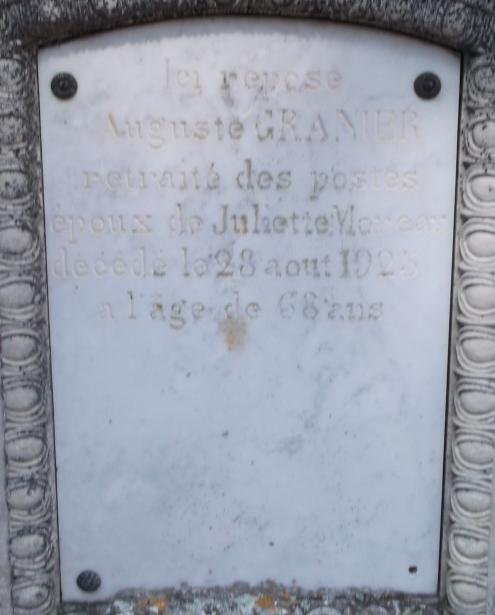 Ici repose
Auguste GRANIER
retraité des postes
époux de Juliette Moreau
décédé le 28 aout 1923
a l'âge de 68 ans